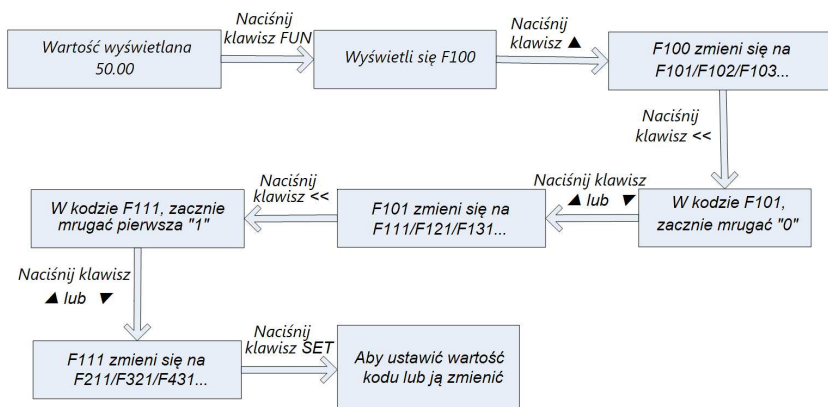 Wartość wyświetlana
50.00
Naciśnij
klawisz FUN
Wyświetli się F100
Naciśnij
klawisz ▲
F100 zmieni się na
F101/F102/F103...
Naciśnij
klawisz <<
W kodzie F101,
zacznie mrugać "0"
Naciśnij klawisz
▲ lub ▼
F101 zmieni się na
F111/F121/F131...
Naciśnij
klawisz <<
W kodzie F111, zacznie
mrugać pierwsza "1"
Naciśnij klawisz
▲ lub ▼
F111 zmieni się na
F211/F321/F431...
Naciśnij
klawisz SET
Aby ustawić wartość
kodu lub ją zmienić